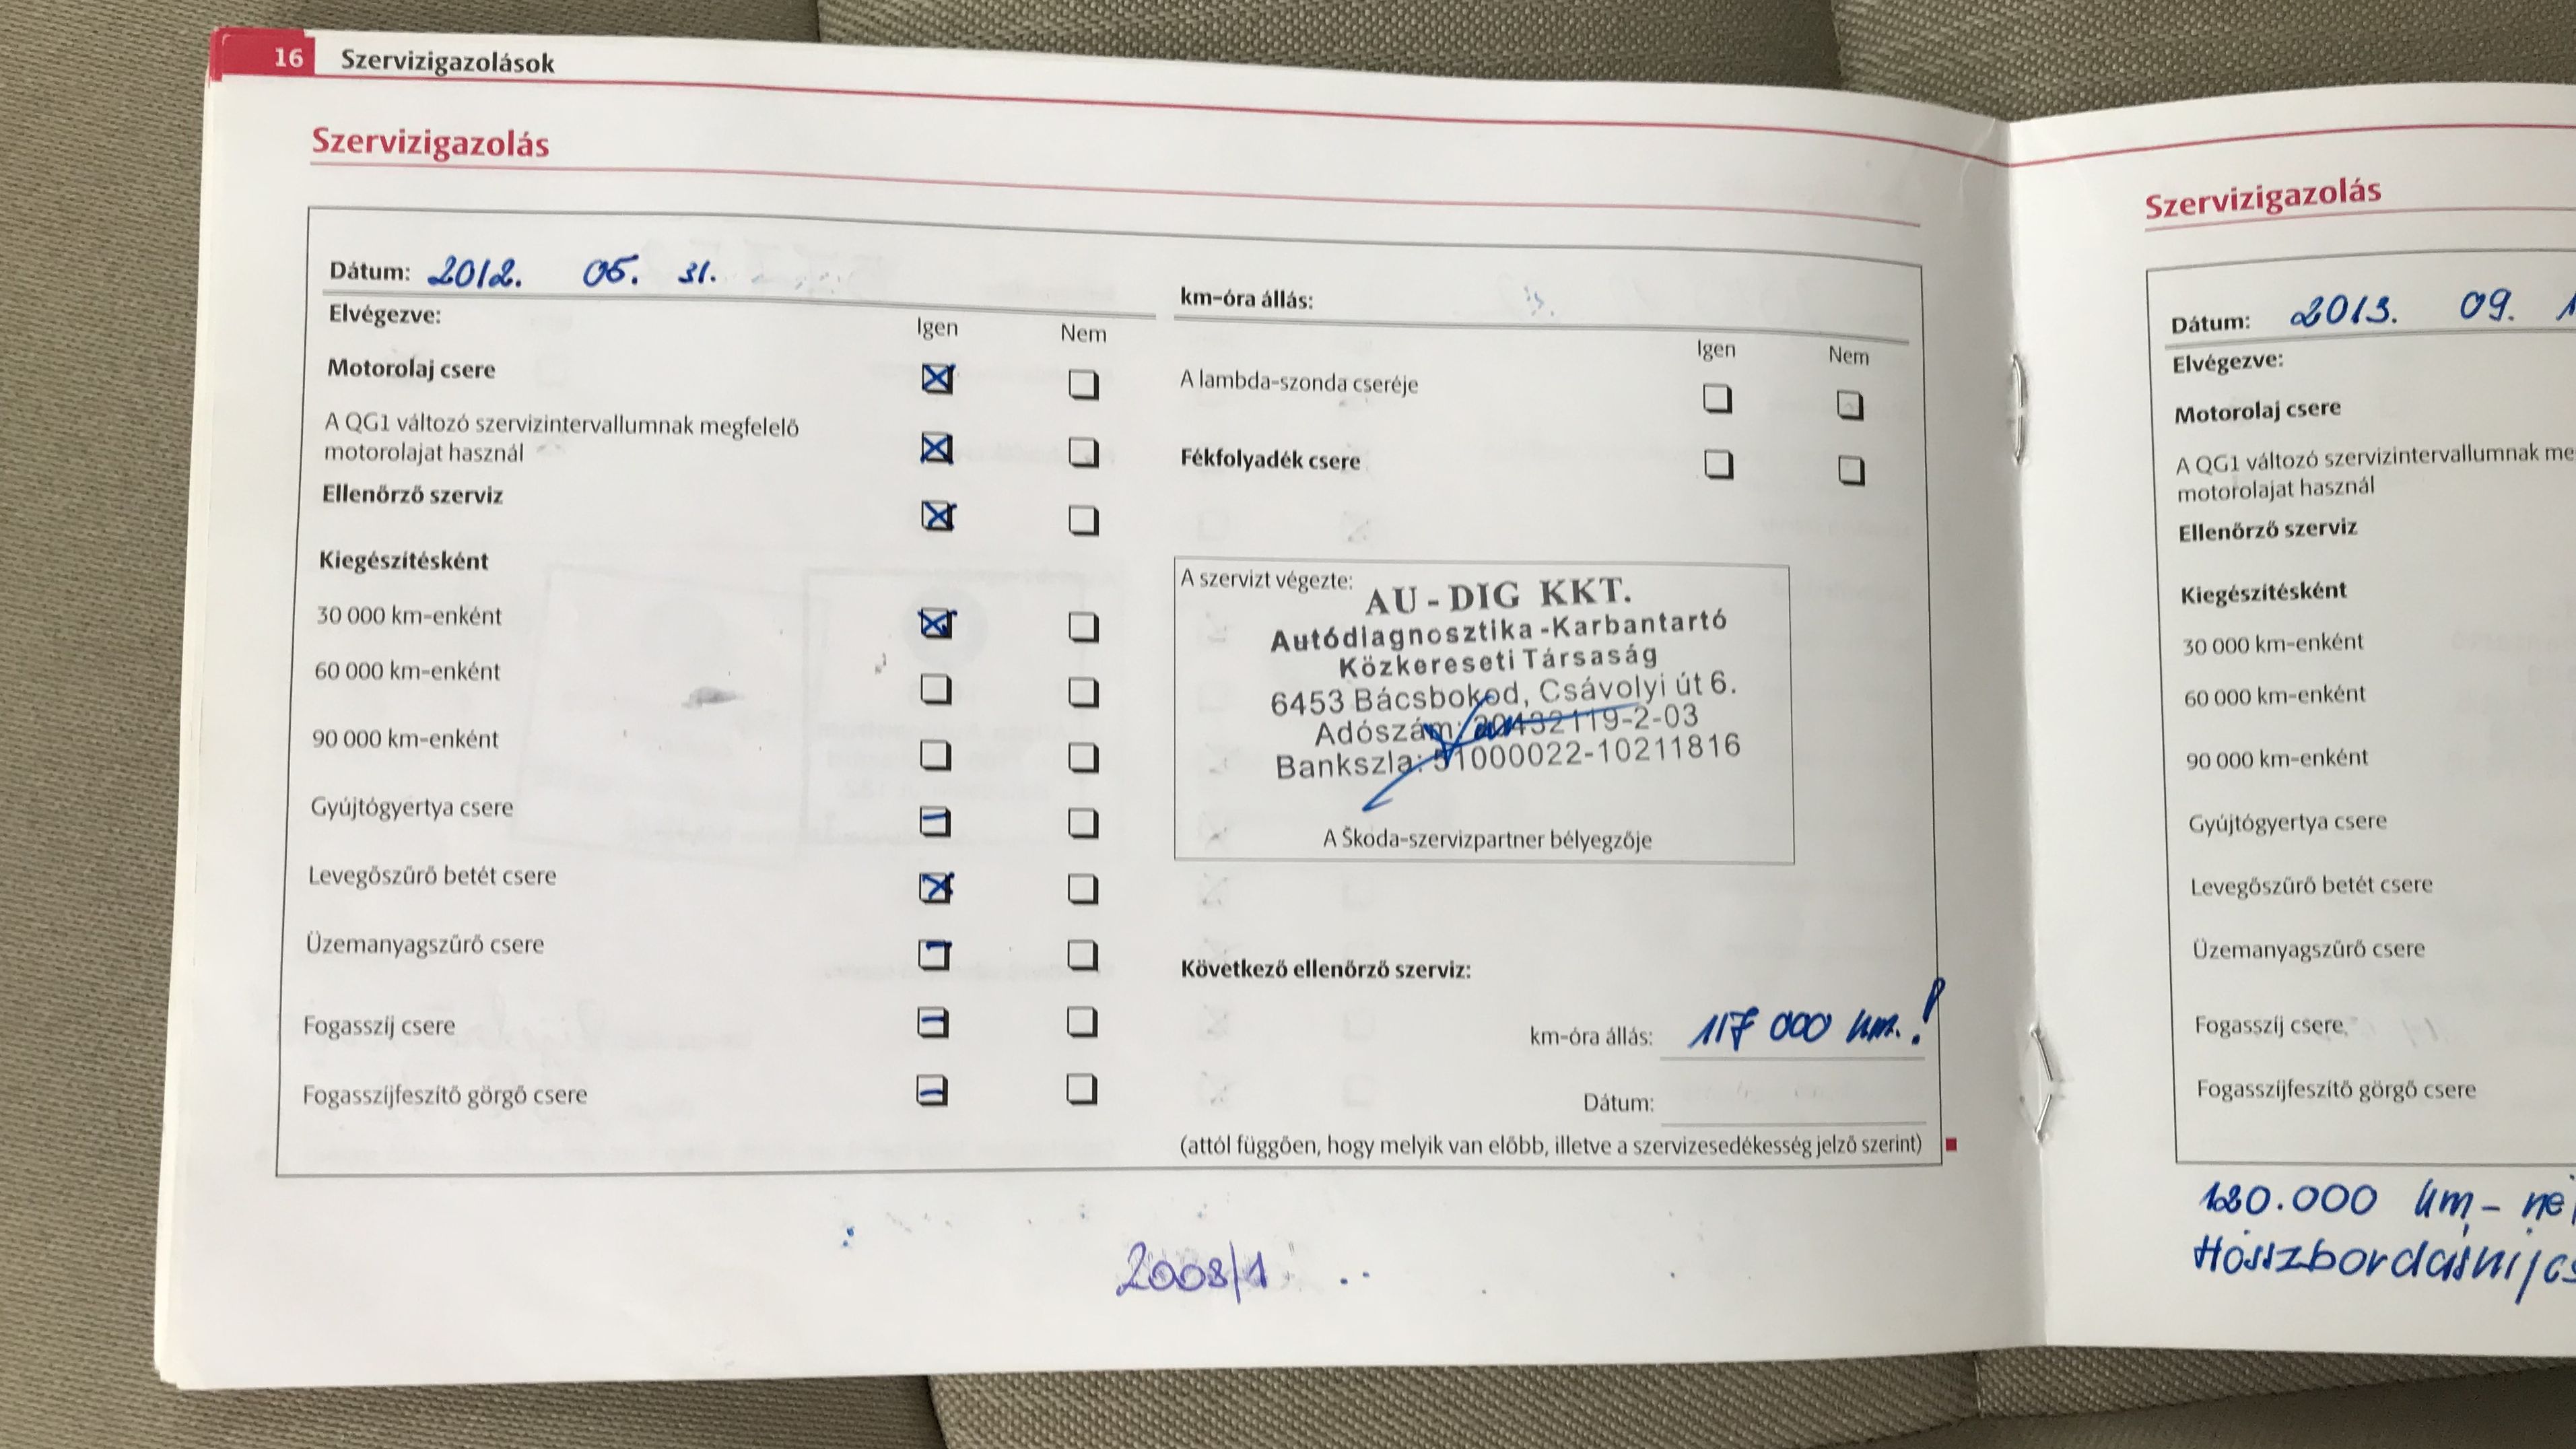 16 Szervizigazolások
Szervizigazolás
Dátum: 2012. 05. 31.
Elvégezve:
Igen Nem
Motorolaj csere
A QG1 változó szervizintervallumnak megfelelő
motorolajat használ
Ellenőrző szerviz
Kiegészítésként
30 000 km-enként
60 000 km-enként
90 000 km-enként
Gyújtógyertya csere
Levegőszűrő betét csere
Üzemanyagszűrő csere
Fogasszíj csere
Fogasszíjfeszítő görgő csere
km-óra állás:
Igen Nem
A lambda-szonda cseréje
Fékfolyadék csere
A szervizt végezte:
AU-DIG KKT.
Autódiagnosztika-Karbantartó
Közkereseti Társaság
6453 Bácsbokod, Csávolyi út 6.
Adószám: 20432119-2-03
Bankszla: 51000022-10211816
A Škoda-szervizpartner bélyegzője
Következő ellenőrző szerviz:
km-óra állás: 117 000 km.!
Dátum:
(attól függően, hogy melyik van előbb, illetve a szervizesedékesség jelző szerint)
2008/1
Szervizigazolás
Dátum: 2013. 09. 1
Elvégezve:
Motorolaj csere
A QG1 változó szervizintervallumnak me
motorolajat használ
Ellenőrző szerviz
Kiegészítésként
30 000 km-enként
60 000 km-enként
90 000 km-enként
Gyújtógyertya csere
Levegőszűrő betét csere
Üzemanyagszűrő csere
Fogasszíj csere
Fogasszíjfeszítő görgő csere
km-né